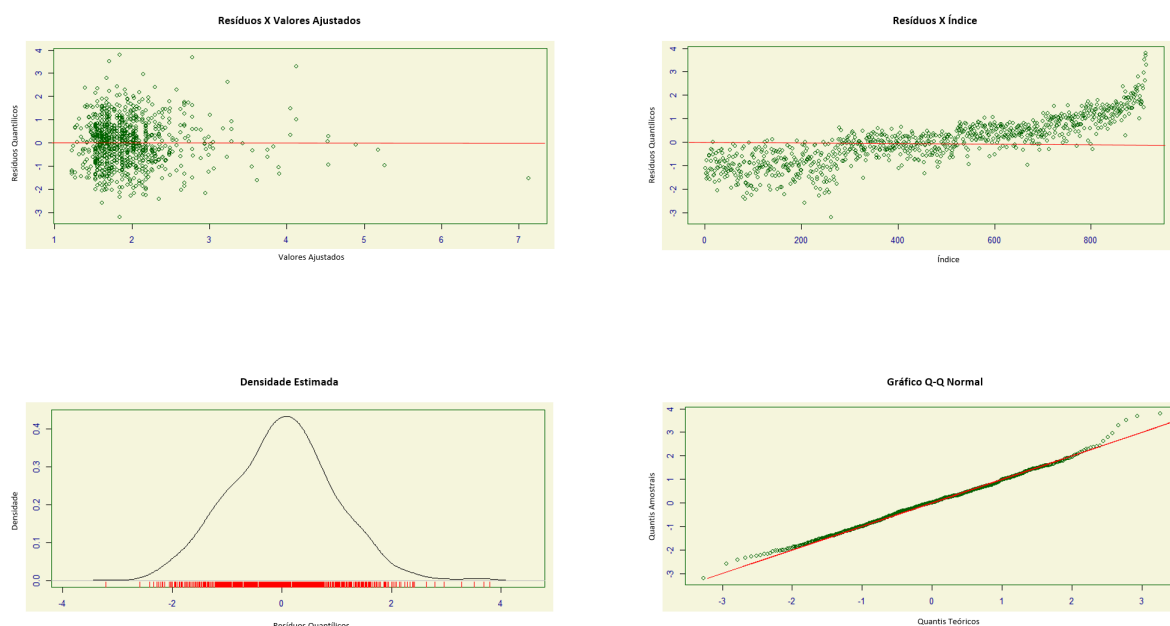 Resíduos X Valores Ajustados
Resíduos Quantílicos
4
3
2
1
0
-1
-2
-3
1 2 3 4 5 6 7
Valores Ajustados
Resíduos X Índice
Resíduos Quantílicos
4
3
2
1
0
-1
-2
-3
0 200 400 600 800
Índice
Densidade Estimada
Densidade
0.4
0.3
0.2
0.1
0.0
-4 -2 0 2 4
Resíduos Quantílicos
Gráfico Q-Q Normal
Quantis Amostrais
4
3
2
1
0
-1
-2
-3
-3 -2 -1 0 1 2 3
Quantis Teóricos